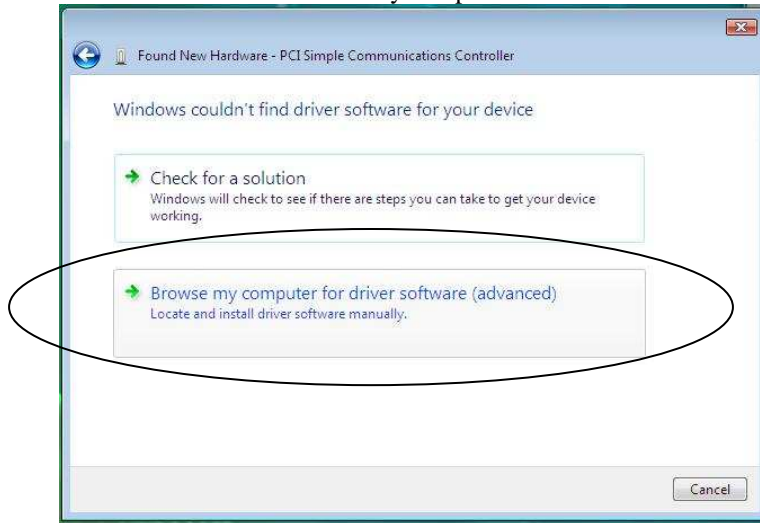 Found New Hardware - PCI Simple Communications Controller
Windows couldn't find driver software for your device
Check for a solution
Windows will check to see if there are steps you can take to get your device
working.
Browse my computer for driver software (advanced)
Locate and install driver software manually.
Cancel